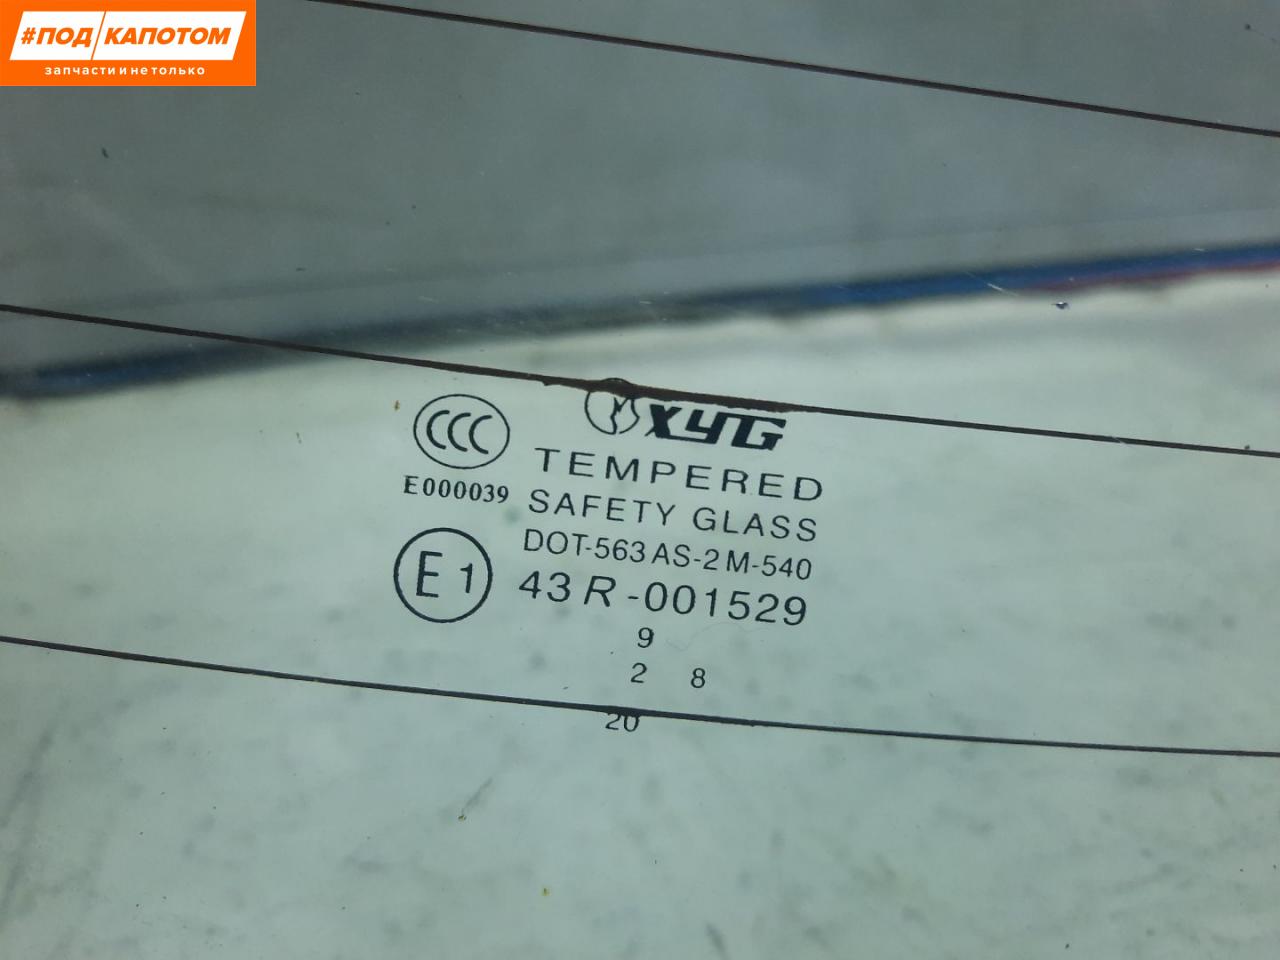 #ПОД КАПОТОМ
запчасти и не только
CCC
E000039
XYG
TEMPERED
SAFETY GLASS
DOT-563 AS-2 M-540
E1
43R-001529
9
2 8
20